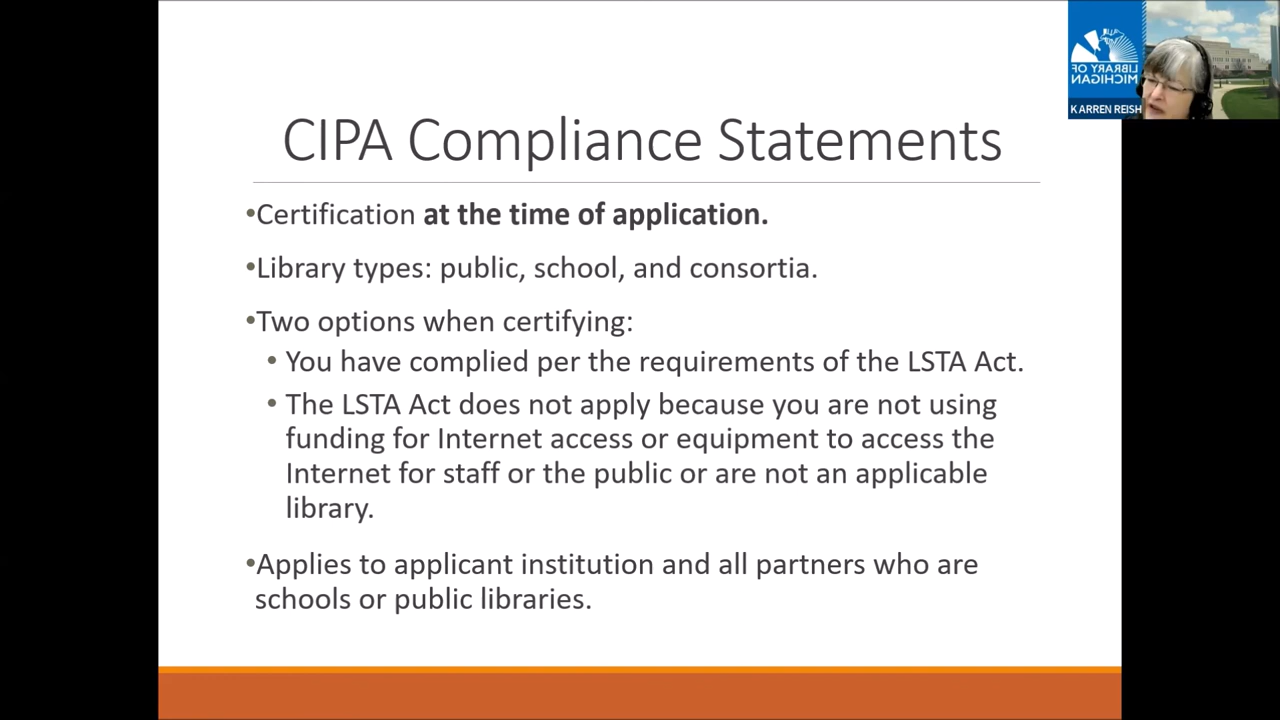 CIPA Compliance Statements
•Certification at the time of application.
•Library types: public, school, and consortia.
•Two options when certifying:
• You have complied per the requirements of the LSTA Act.
• The LSTA Act does not apply because you are not using
funding for Internet access or equipment to access the
Internet for staff or the public or are not an applicable
library.
•Applies to applicant institution and all partners who are
schools or public libraries.
LIBRARY OF
MICHIGAN
KARREN REISH